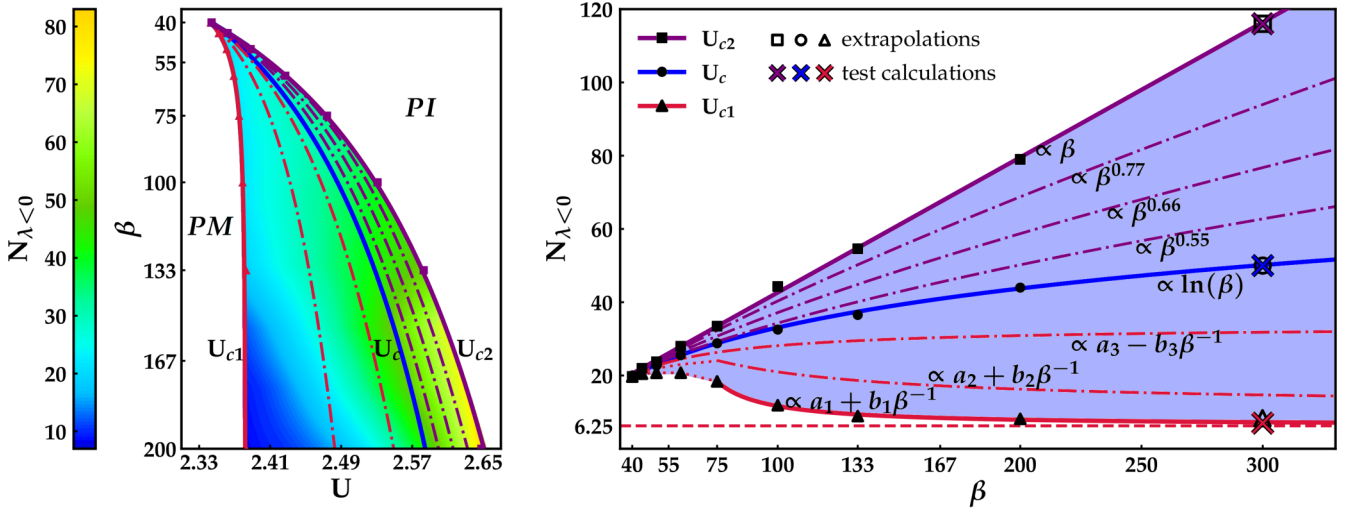 N_{λ<0}
80
70
60
50
40
30
20
10
β
40
55
75
100
133
167
200
PI
PM
U_{c1}
U_c
U_{c2}
2.33 2.41 2.49 2.57 2.65
U
N_{λ<0}
120
100
80
60
40
20
6.25
U_{c2}
U_c
U_{c1}
extrapolations
test calculations
∝ β
∝ β^{0.77}
∝ β^{0.66}
∝ β^{0.55}
∝ ln(β)
∝ a_3 − b_3β^{−1}
∝ a_2 + b_2β^{−1}
∝ a_1 + b_1β^{−1}
40 55 75 100 133 167 200 250 300
β